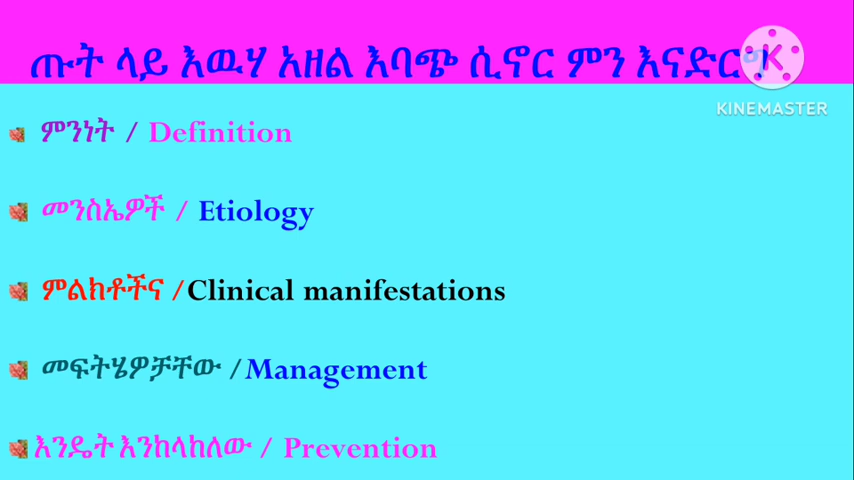 ጡት ላይ እዉሃ አዘል እባጭ ሲኖር ምን እናድርግ
KINEMASTER
ምንነት / Definition
መንስኤዎች / Etiology
ምልክቶችና /Clinical manifestations
መፍትሄዎቻቸው /Management
እንዴት እንከላከለው / Prevention